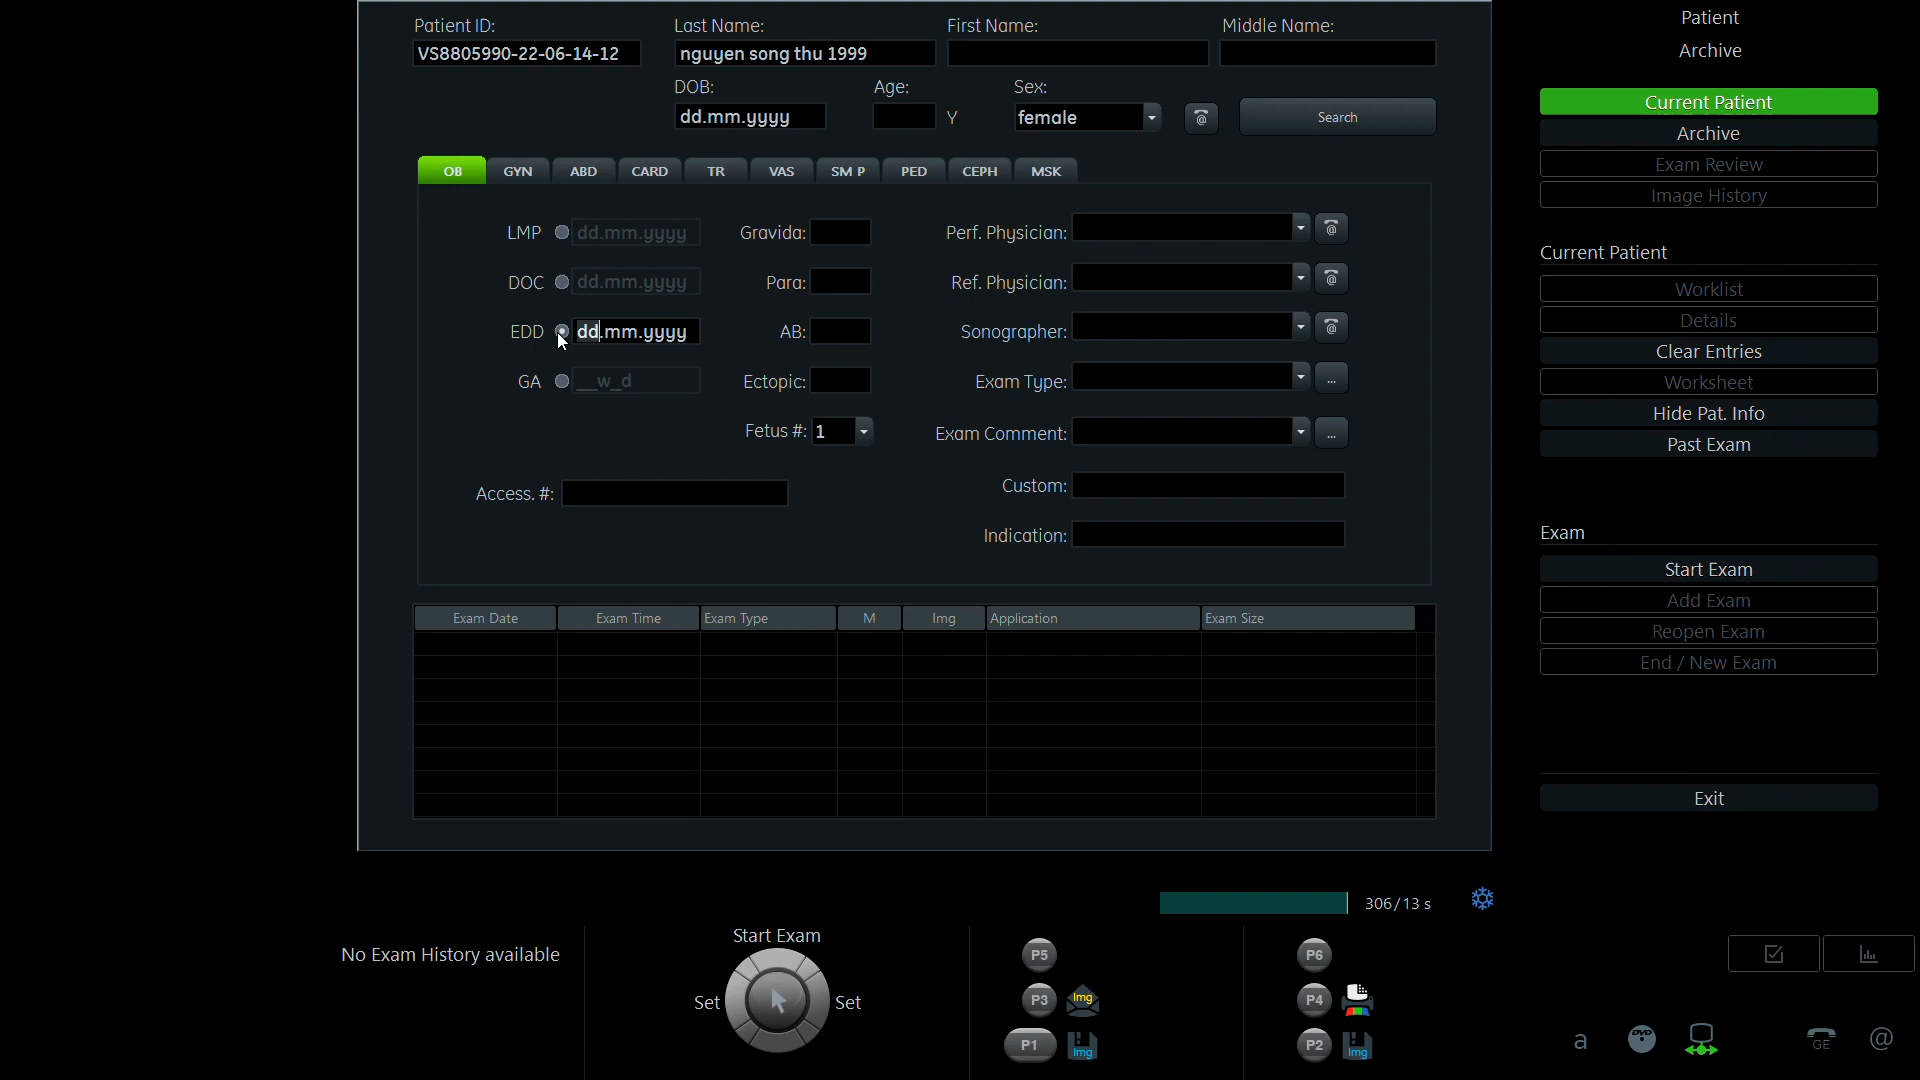 Patient ID: Last Name: First Name: Middle Name:
VS8805990-22-06-14-12 nguyen song thu 1999
DOB: Age: Sex:
dd.mm.yyyy Y female Search
OB GYN ABD CARD TR VAS SM P PED CEPH MSK
LMP dd.mm.yyyy Gravida: Perf. Physician:
DOC dd.mm.yyyy Para: Ref. Physician:
EDD dd.mm.yyyy AB: Sonographer:
GA __w_d Ectopic: Exam Type: ...
Fetus #: 1 Exam Comment: ...
Access. #: Custom:
Indication:
Exam Date Exam Time Exam Type M Img Application Exam Size
306/13 s
No Exam History available
Start Exam
Set Set
P5
P3 Img
P1 Img
P6
P4
P2 Img
Patient
Archive
Current Patient
Archive
Exam Review
Image History
Current Patient
Worklist
Details
Clear Entries
Worksheet
Hide Pat. Info
Past Exam
Exam
Start Exam
Add Exam
Reopen Exam
End / New Exam
Exit
a DVD GE @